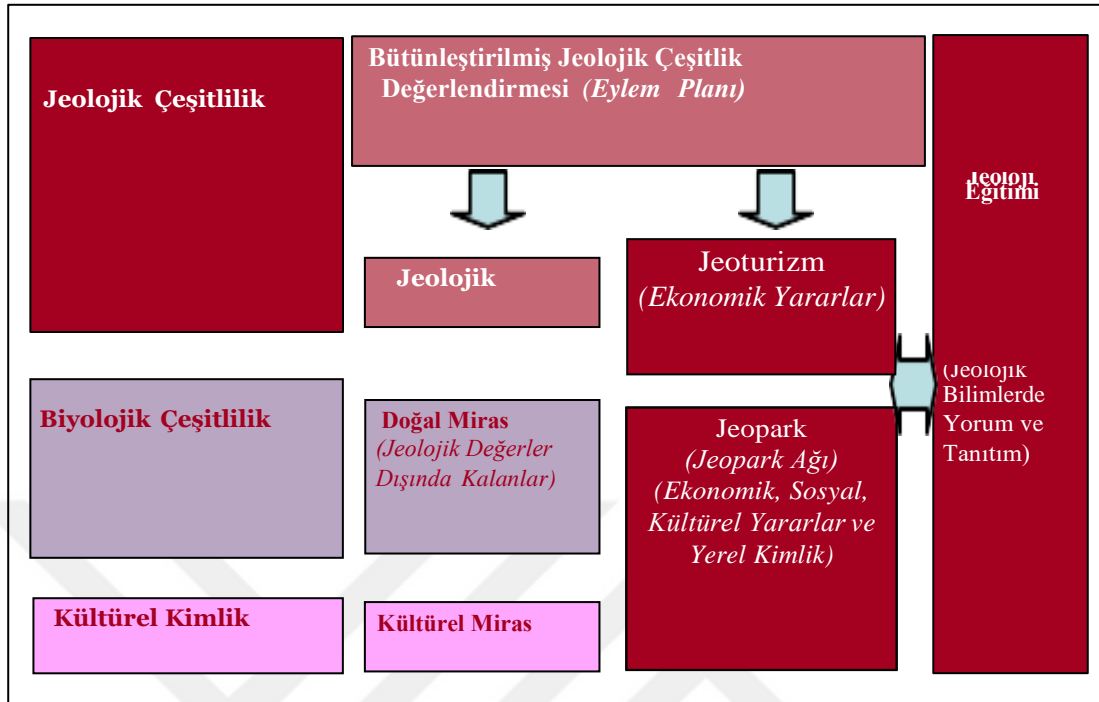 Jeolojik Çeşitlilik
Bütünleştirilmiş Jeolojik Çeşitlik
Değerlendirmesi (Eylem Planı)
Jeoloji
Eğitimi
Jeolojik
Jeoturizm
(Ekonomik Yararlar)
(Jeolojik
Bilimlerde
Yorum ve
Tanıtım)
Biyolojik Çeşitlilik
Doğal Miras
(Jeolojik Değerler
Dışında Kalanlar)
Jeopark
(Jeopark Ağı)
(Ekonomik, Sosyal,
Kültürel Yararlar ve
Yerel Kimlik)
Kültürel Kimlik
Kültürel Miras